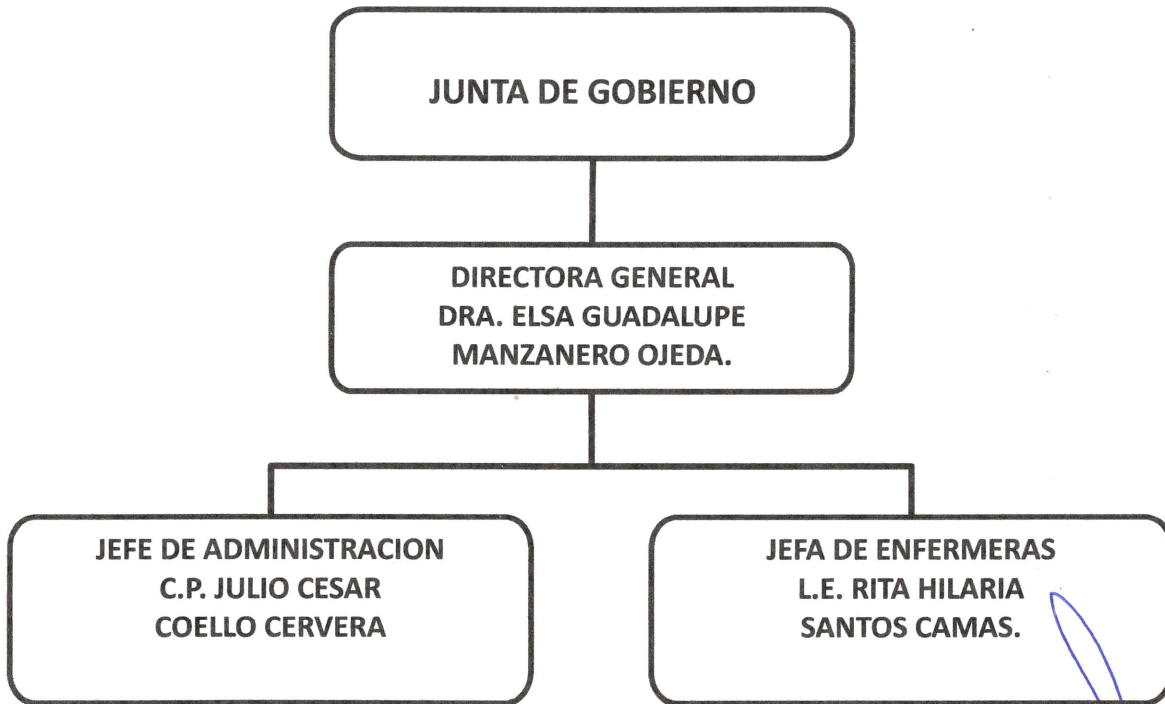 JUNTA DE GOBIERNO
DIRECTORA GENERAL
DRA. ELSA GUADALUPE
MANZANERO OJEDA.
JEFE DE ADMINISTRACION
C.P. JULIO CESAR
COELLO CERVERA
JEFA DE ENFERMERAS
L.E. RITA HILARIA
SANTOS CAMAS.